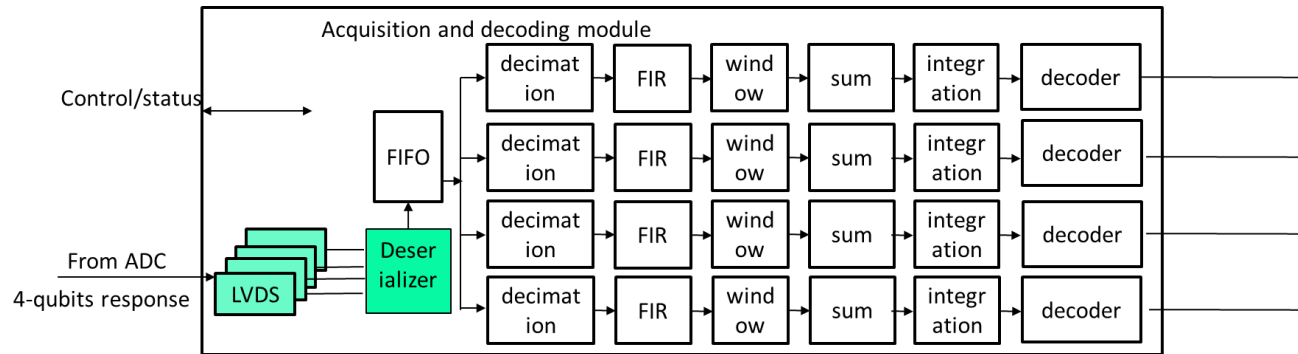 Acquisition and decoding module
Control/status
From ADC
4-qubits response
LVDS
Deser
ializer
FIFO
decimat
ion
FIR
wind
ow
sum
integr
ation
decoder
decimat
ion
FIR
wind
ow
sum
integr
ation
decoder
decimat
ion
FIR
wind
ow
sum
integr
ation
decoder
decimat
ion
FIR
wind
ow
sum
integr
ation
decoder